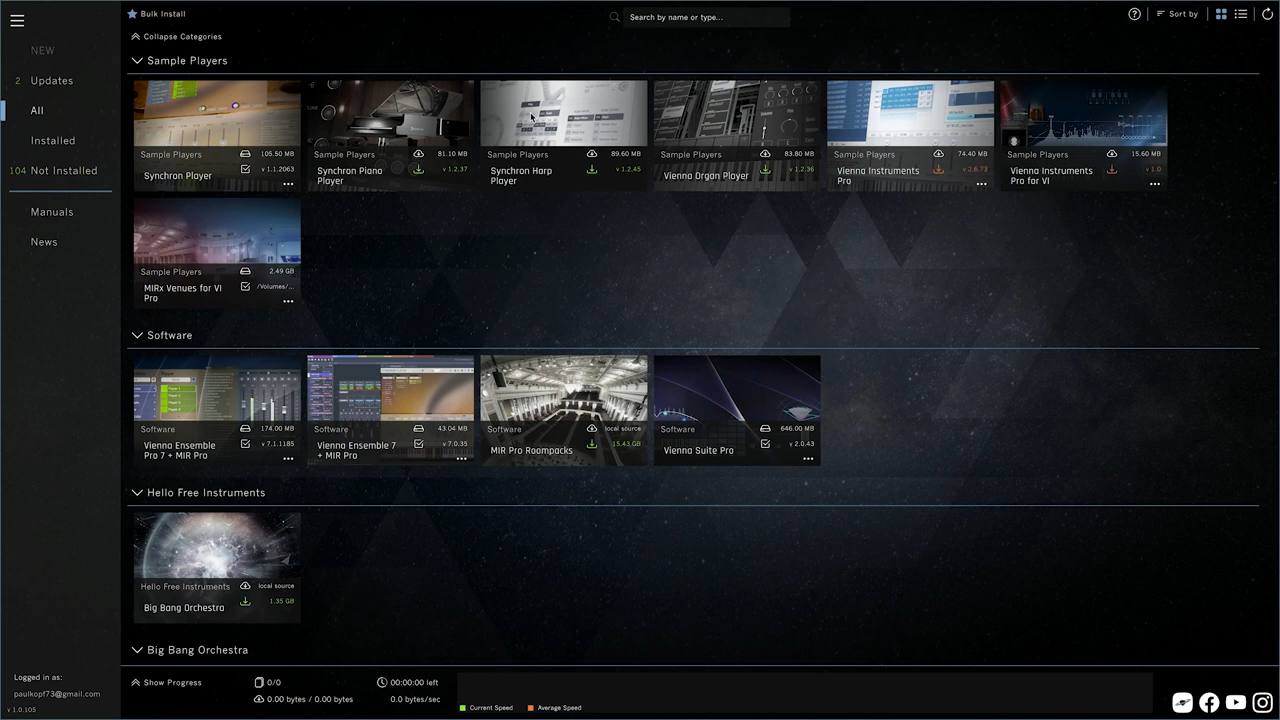 Bulk Install
Search by name or type...
Sort by
Collapse Categories
NEW
2 Updates
All
Installed
104 Not Installed
Manuals
News
Sample Players
Sample Players
105.50 MB
Synchron Player
v 1.1.2063
Sample Players
81.10 MB
Synchron Piano
Player
v 1.2.37
Sample Players
89.60 MB
Synchron Harp
Player
v 1.2.45
Sample Players
83.80 MB
Vienna Organ Player
v 1.2.36
Sample Players
74.40 MB
Vienna Instruments
Pro
v 2.6.73
Sample Players
15.60 MB
Vienna Instruments
Pro for VI
v 1.0
Sample Players
2.49 GB
MIRx Venues for VI
Pro
/Volumes/...
Software
Software
174.00 MB
Vienna Ensemble
Pro 7 + MIR Pro
v 7.1.1185
Software
43.04 MB
Vienna Ensemble 7
+ MIR Pro
v 7.0.35
Software
local source
MIR Pro Roompacks
15.43 GB
Software
646.00 MB
Vienna Suite Pro
v 2.0.43
Hello Free Instruments
Hello Free Instruments
local source
Big Bang Orchestra
1.35 GB
Big Bang Orchestra
Logged in as:
paulkopf73@gmail.com
v 1.0.105
Show Progress
0/0
00:00:00 left
0.00 bytes / 0.00 bytes
0.0 bytes/sec
Current Speed
Average Speed